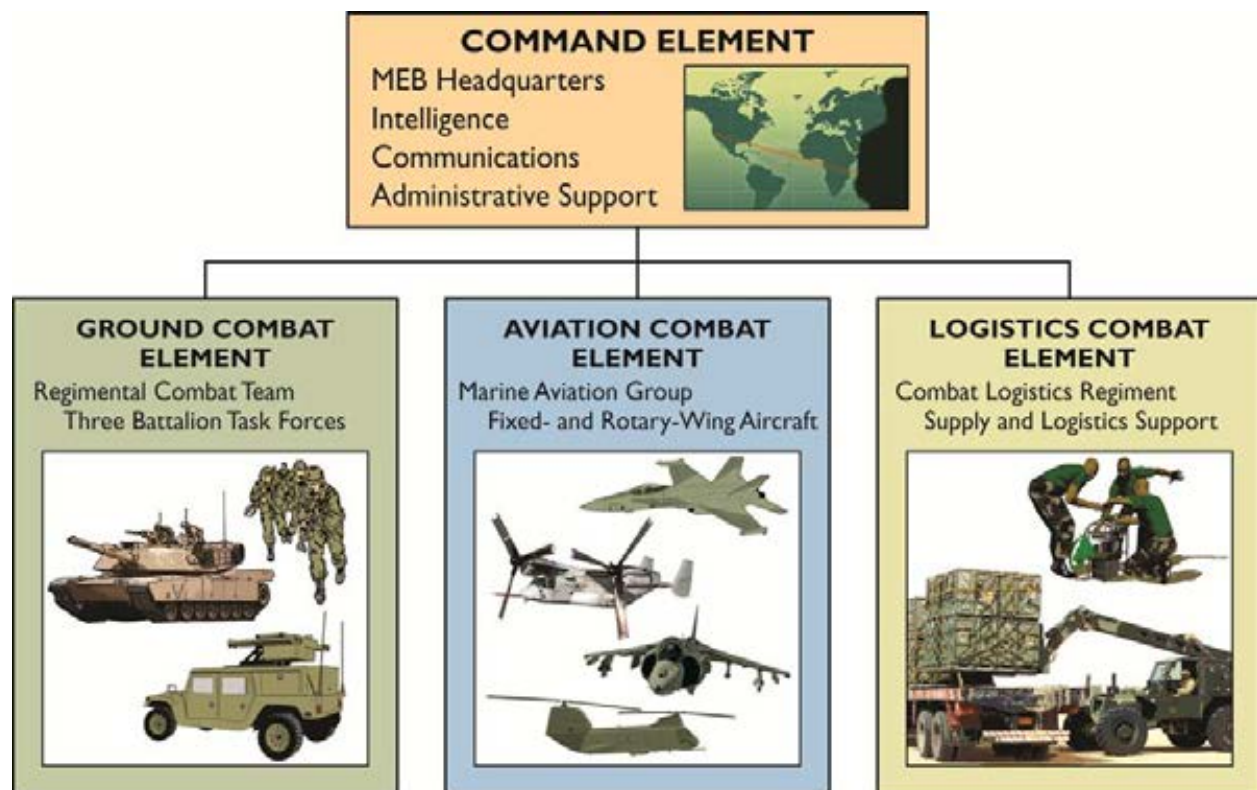 COMMAND ELEMENT
MEB Headquarters
Intelligence
Communications
Administrative Support
GROUND COMBAT
ELEMENT
Regimental Combat Team
Three Battalion Task Forces
AVIATION COMBAT
ELEMENT
Marine Aviation Group
Fixed- and Rotary-Wing Aircraft
LOGISTICS COMBAT
ELEMENT
Combat Logistics Regiment
Supply and Logistics Support